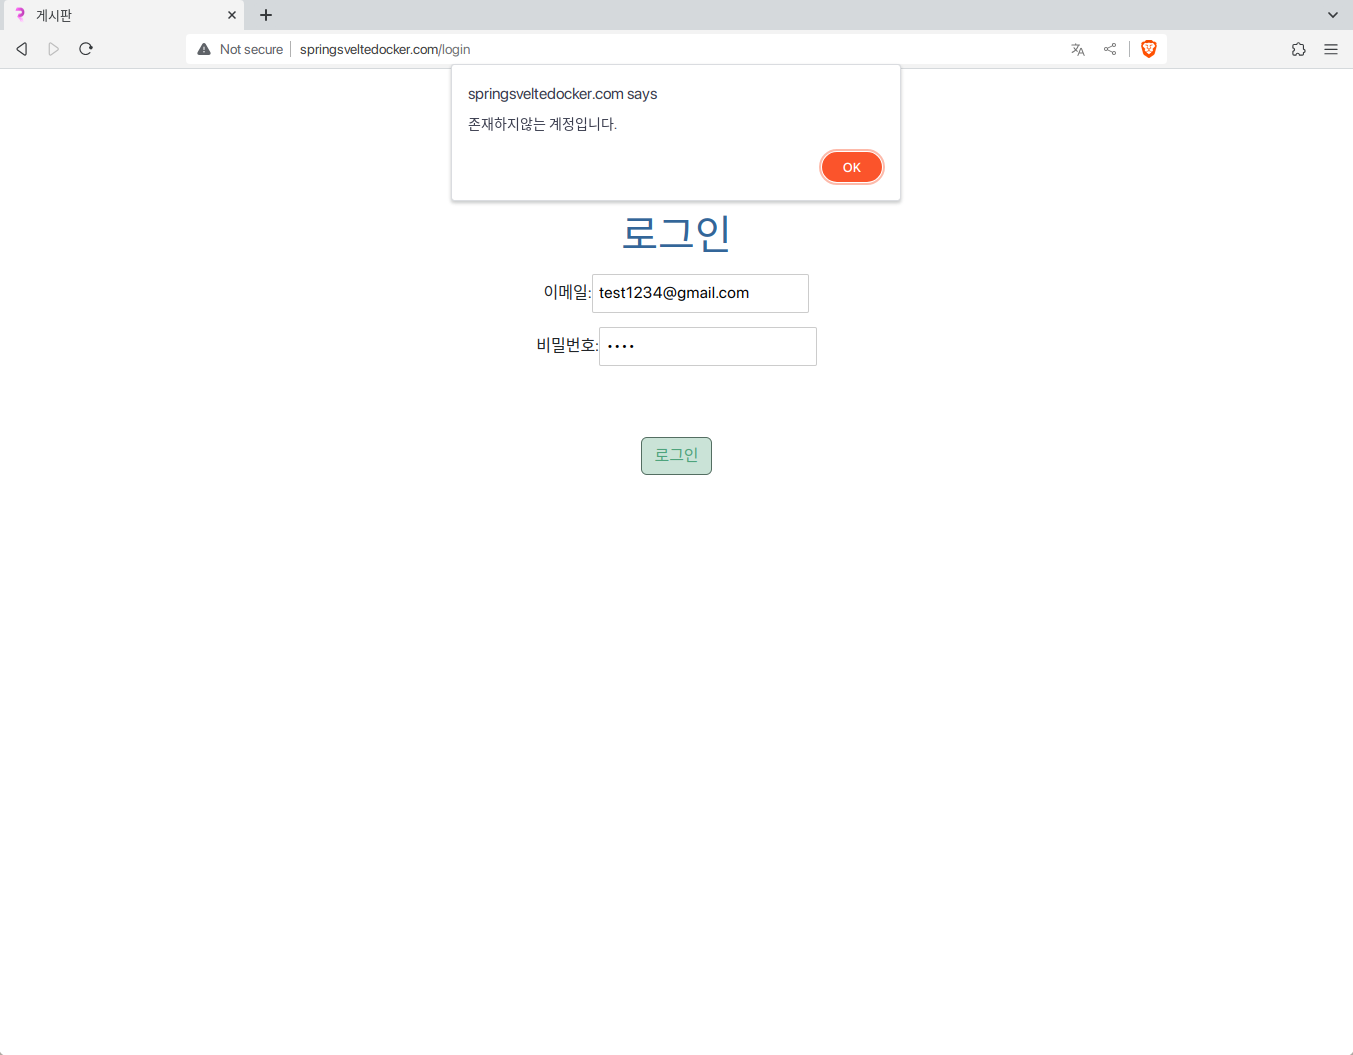 게시판
Not secure springsveltedocker.com/login
springsveltedocker.com says
존재하지않는 계정입니다.
OK
로그인
이메일: test1234@gmail.com
비밀번호: ••••
로그인